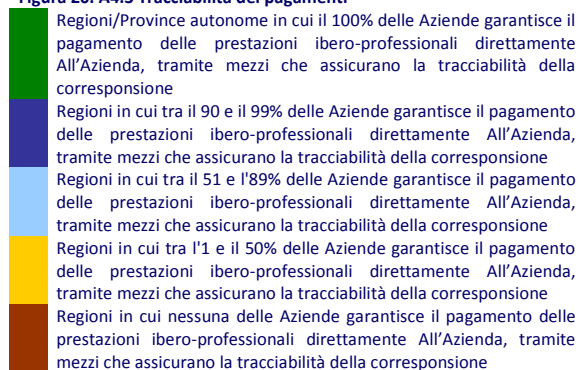 Figura 20. A4.5 Tracciabilità dei pagamenti
Regioni/Province autonome in cui il 100% delle Aziende garantisce il
pagamento delle prestazioni ibero-professionali direttamente
All'Azienda, tramite mezzi che assicurano la tracciabilità della
corresponsione
Regioni in cui tra il 90 e il 99% delle Aziende garantisce il pagamento
delle prestazioni ibero-professionali direttamente All'Azienda,
tramite mezzi che assicurano la tracciabilità della corresponsione
Regioni in cui tra il 51 e l'89% delle Aziende garantisce il pagamento
delle prestazioni ibero-professionali direttamente All'Azienda,
tramite mezzi che assicurano la tracciabilità della corresponsione
Regioni in cui tra l'1 e il 50% delle Aziende garantisce il pagamento
delle prestazioni ibero-professionali direttamente All'Azienda,
tramite mezzi che assicurano la tracciabilità della corresponsione
Regioni in cui nessuna delle Aziende garantisce il pagamento delle
prestazioni ibero-professionali direttamente All'Azienda, tramite
mezzi che assicurano la tracciabilità della corresponsione